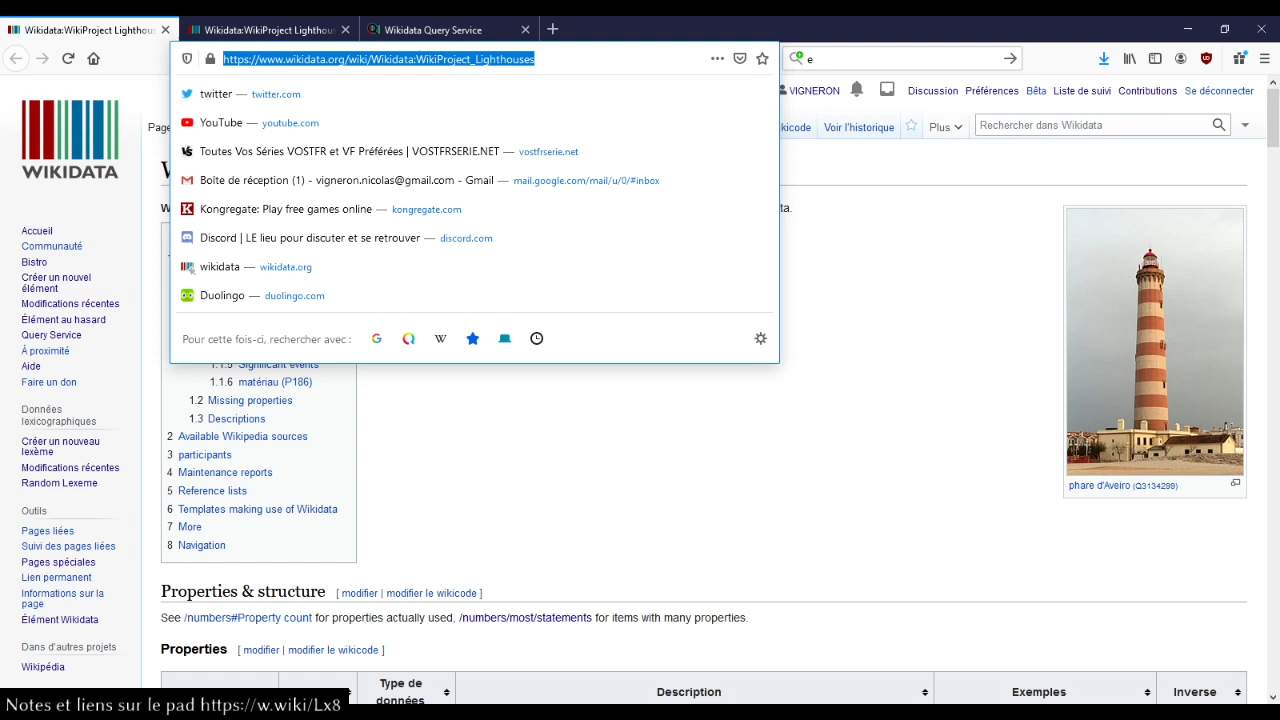 Wikidata:WikiProject Lighthous
Wikidata:WikiProject Lighthous
Wikidata Query Service
https://www.wikidata.org/wiki/Wikidata:WikiProject_Lighthouses
e
twitter — twitter.com
YouTube — youtube.com
Toutes Vos Séries VOSTFR et VF Préférées | VOSTFRSERIE.NET — vostfrserie.net
Boîte de réception (1) - vigneron.nicolas@gmail.com - Gmail — mail.google.com/mail/u/0/#inbox
Kongregate: Play free games online — kongregate.com
Discord | LE lieu pour discuter et se retrouver — discord.com
wikidata — wikidata.org
Duolingo — duolingo.com
Pour cette fois-ci, rechercher avec :
VIGNERON
Discussion
Préférences
Bêta
Liste de suivi
Contributions
Se déconnecter
Page
kicode
Voir l'historique
Plus
Rechercher dans Wikidata
WIKIDATA
ta.
Accueil
Communauté
Bistro
Créer un nouvel
élément
Modifications récentes
Élément au hasard
Query Service
À proximité
Aide
Faire un don
Données
lexicographiques
Créer un nouveau
lexème
Modifications récentes
Random Lexeme
Outils
Pages liées
Suivi des pages liées
Pages spéciales
Lien permanent
Informations sur la
page
Élément Wikidata
Dans d'autres projets
Wikipédia
1.1.5 Significant events
1.1.6 matériau (P186)
1.2 Missing properties
1.3 Descriptions
2 Available Wikipedia sources
3 participants
4 Maintenance reports
5 Reference lists
6 Templates making use of Wikidata
7 More
8 Navigation
phare d'Aveiro (Q3134299)
Properties & structure [ modifier | modifier le wikicode ]
See /numbers#Property count for properties actually used, /numbers/most/statements for items with many properties.
Properties [ modifier | modifier le wikicode ]
Type de
données
Description
Exemples
Inverse
Notes et liens sur le pad https://w.wiki/Lx8